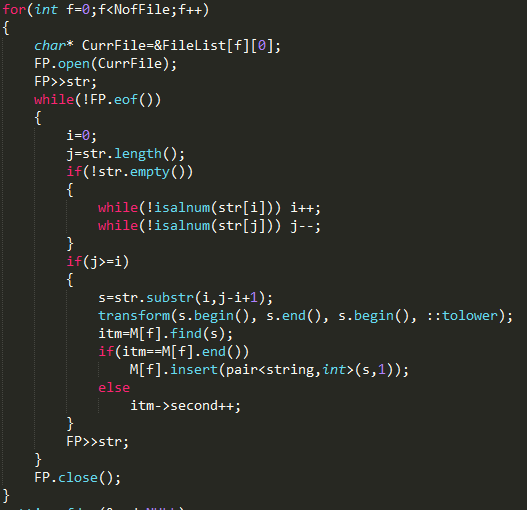 for(int f=0;f<NofFile;f++)
{
    char* CurrFile=&FileList[f][0];
    FP.open(CurrFile);
    FP>>str;
    while(!FP.eof())
    {
        i=0;
        j=str.length();
        if(!str.empty())
        {
            while(!isalnum(str[i])) i++;
            while(!isalnum(str[j])) j--;
        }
        if(j>=i)
        {
            s=str.substr(i,j-i+1);
            transform(s.begin(), s.end(), s.begin(), ::tolower);
            itm=M[f].find(s);
            if(itm==M[f].end())
                M[f].insert(pair<string,int>(s,1));
            else
                itm->second++;
        }
        FP>>str;
    }
    FP.close();
}